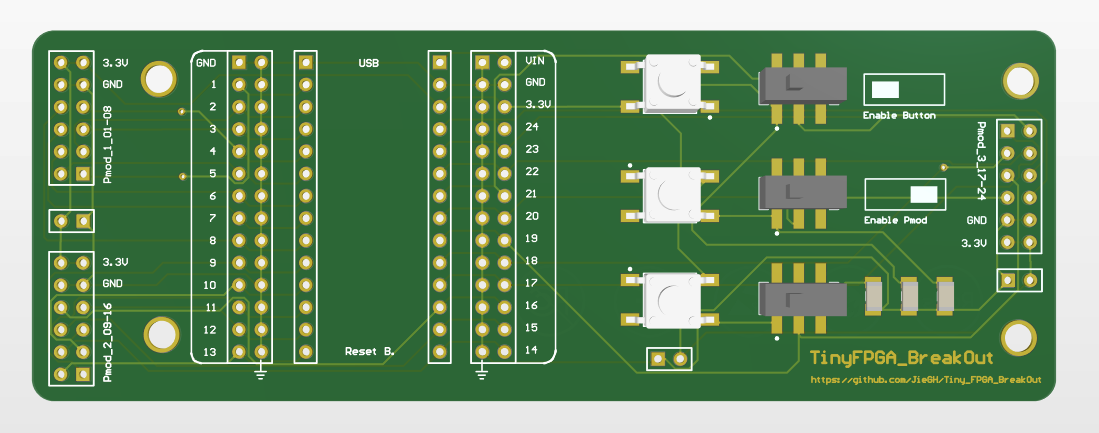 3.3V
GND
Pmod_1_01-08
3.3V
GND
Pmod_2_09-16
GND
1
2
3
4
5
6
7
8
9
10
11
12
13
USB
Reset B.
VIN
GND
3.3V
24
23
22
21
20
19
18
17
16
15
14
Enable Button
Enable Pmod
Pmod_3_17-24
GND
3.3V
TinyFPGA_BreakOut
https://github.com/JieGH/Tiny_FPGA_BreakOut